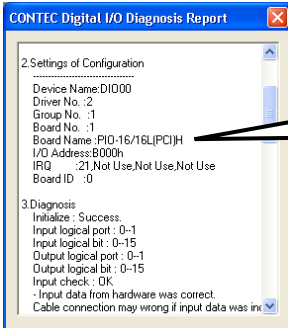 CONTEC Digital I/O Diagnosis Report
2.Settings of Configuration
----------------------------------
Device Name:DIO00
Driver No. :2
Group No. :1
Board No. :1
Board Name :PIO-16/16L(PCI)H
I/O Address:B000h
IRQ :21,Not Use,Not Use,Not Use
Board ID :0
3.Diagnosis
Initialize : Success.
Input logical port : 0--1
Input logical bit : 0--15
Output logical port : 0--1
Output logical bit : 0--15
Input check : OK
- Input data from hardware was correct.
Cable connection may wrong if input data was